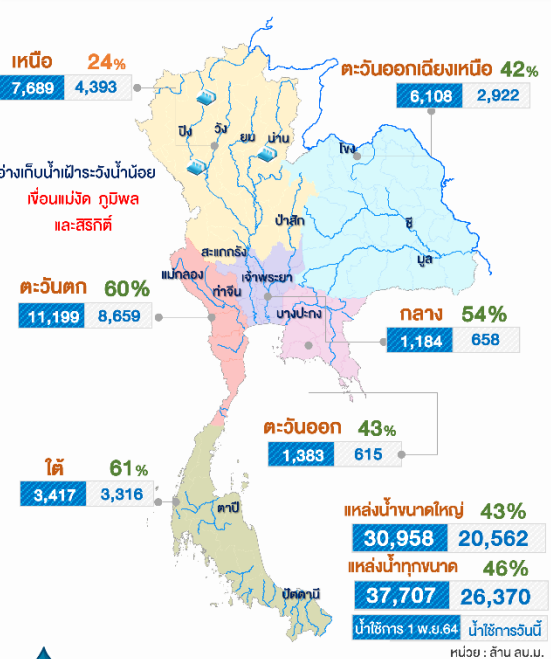 เหนือ 24%
7,689 4,393
ตะวันออกเฉียงเหนือ 42%
6,108 2,922
ปิง วัง ยม น่าน
โขง
อ่างเก็บน้ำเฝ้าระวังน้ำน้อย
เขื่อนแม่งัด ภูมิพล
และสิริกิติ์
ป่าสัก
ชี
มูล
สะแกกรัง
แม่กลอง
เจ้าพระยา
ท่าจีน
บางปะกง
ตะวันตก 60%
11,199 8,659
กลาง 54%
1,184 658
ตะวันออก 43%
1,383 615
ใต้ 61%
3,417 3,316
ตาปี
ปัตตานี
แหล่งน้ำขนาดใหญ่ 43%
30,958 20,562
แหล่งน้ำทุกขนาด 46%
37,707 26,370
น้ำใช้การ 1 พ.ย.64 น้ำใช้การวันนี้
หน่วย : ล้าน ลบ.ม.